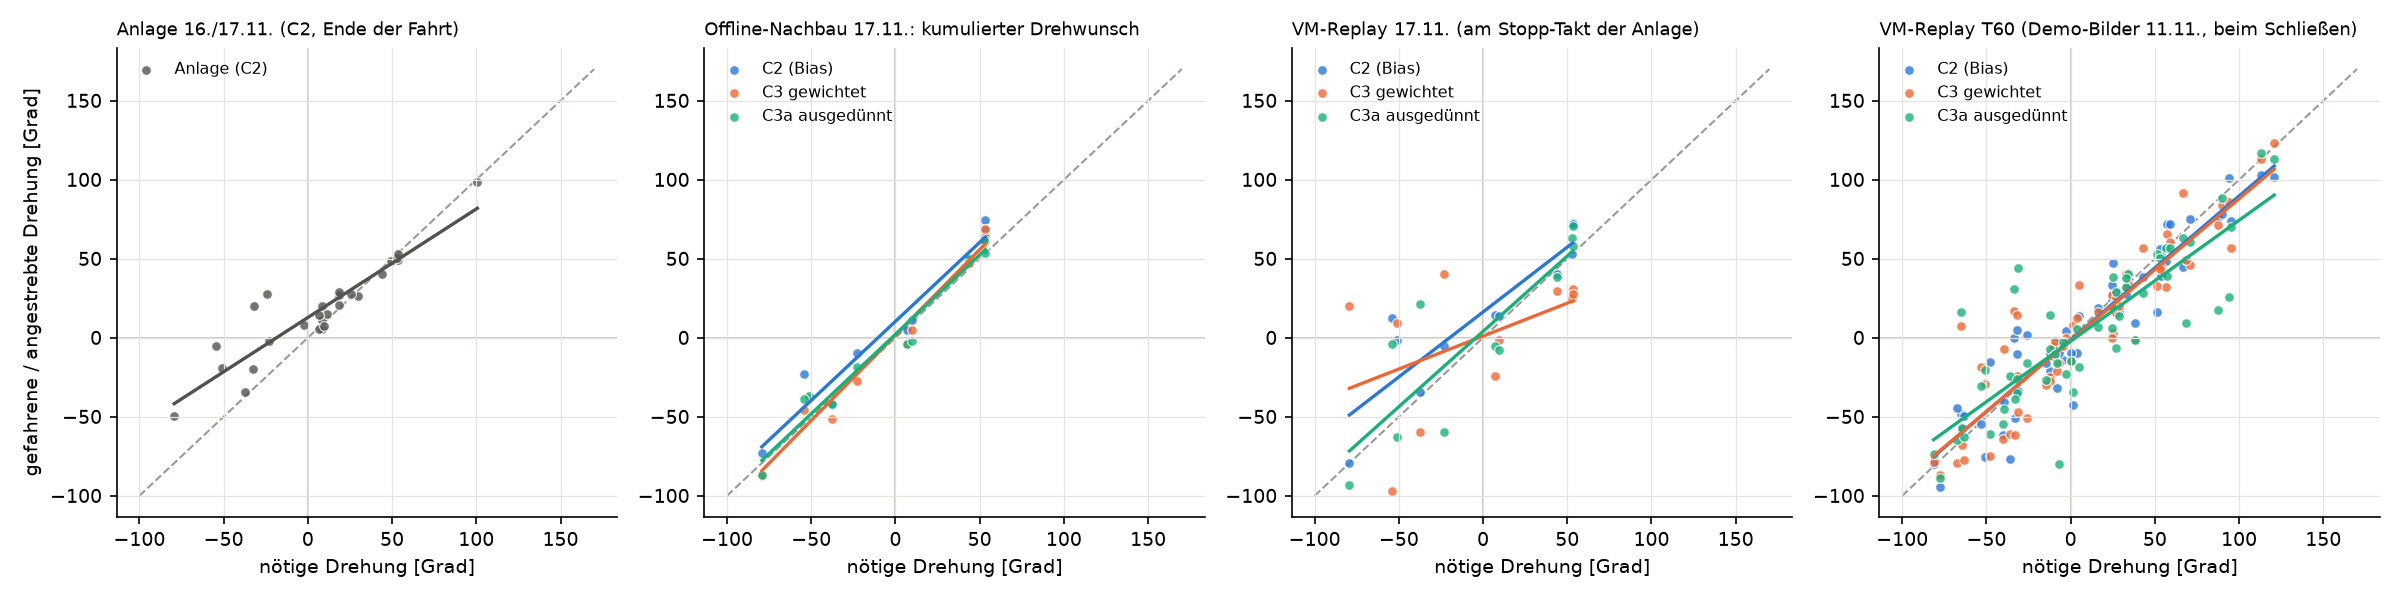 Anlage 16./17.11. (C2, Ende der Fahrt)
Anlage (C2)
gefahrene / angestrebte Drehung [Grad]
150
100
50
0
−50
−100
−100 −50 0 50 100 150
nötige Drehung [Grad]
Offline-Nachbau 17.11.: kumulierter Drehwunsch
C2 (Bias)
C3 gewichtet
C3a ausgedünnt
150
100
50
0
−50
−100
−100 −50 0 50 100 150
nötige Drehung [Grad]
VM-Replay 17.11. (am Stopp-Takt der Anlage)
C2 (Bias)
C3 gewichtet
C3a ausgedünnt
150
100
50
0
−50
−100
−100 −50 0 50 100 150
nötige Drehung [Grad]
VM-Replay T60 (Demo-Bilder 11.11., beim Schließen)
C2 (Bias)
C3 gewichtet
C3a ausgedünnt
150
100
50
0
−50
−100
−100 −50 0 50 100 150
nötige Drehung [Grad]